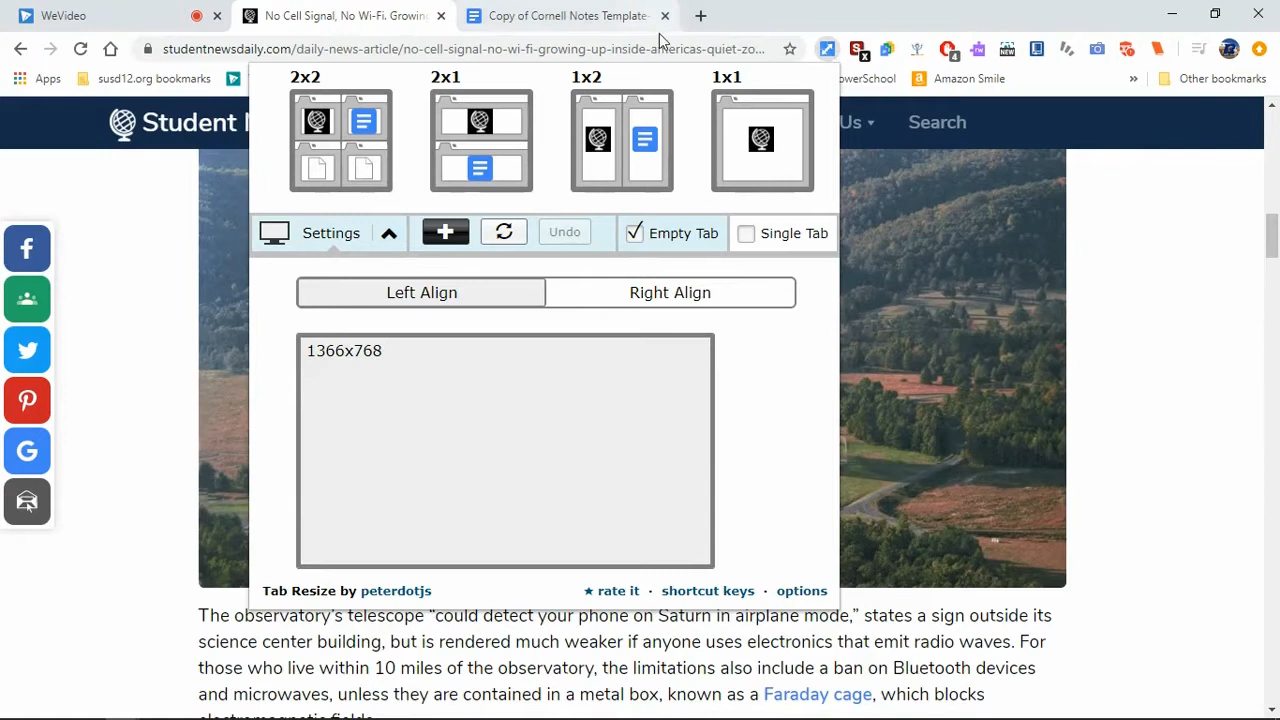 WeVideo
No Cell Signal, No Wi-Fi. Growing
Copy of Cornell Notes Template-
studentnewsdaily.com/daily-news-article/no-cell-signal-no-wi-fi-growing-up-inside-americas-quiet-zo...
4
NEW
Apps
susd12.org bookmarks
2x2
2x1
1x2
1x1
owerSchool
Amazon Smile
»
Other bookmarks
Student N
Us
Search
Settings
Undo
Empty Tab
Single Tab
Left Align
Right Align
1366x768
Tab Resize by peterdotjs
★ rate it · shortcut keys · options
The observatory's telescope “could detect your phone on Saturn in airplane mode,” states a sign outside its
science center building, but is rendered much weaker if anyone uses electronics that emit radio waves. For
those who live within 10 miles of the observatory, the limitations also include a ban on Bluetooth devices
and microwaves, unless they are contained in a metal box, known as a Faraday cage, which blocks
electromagnetic fields.